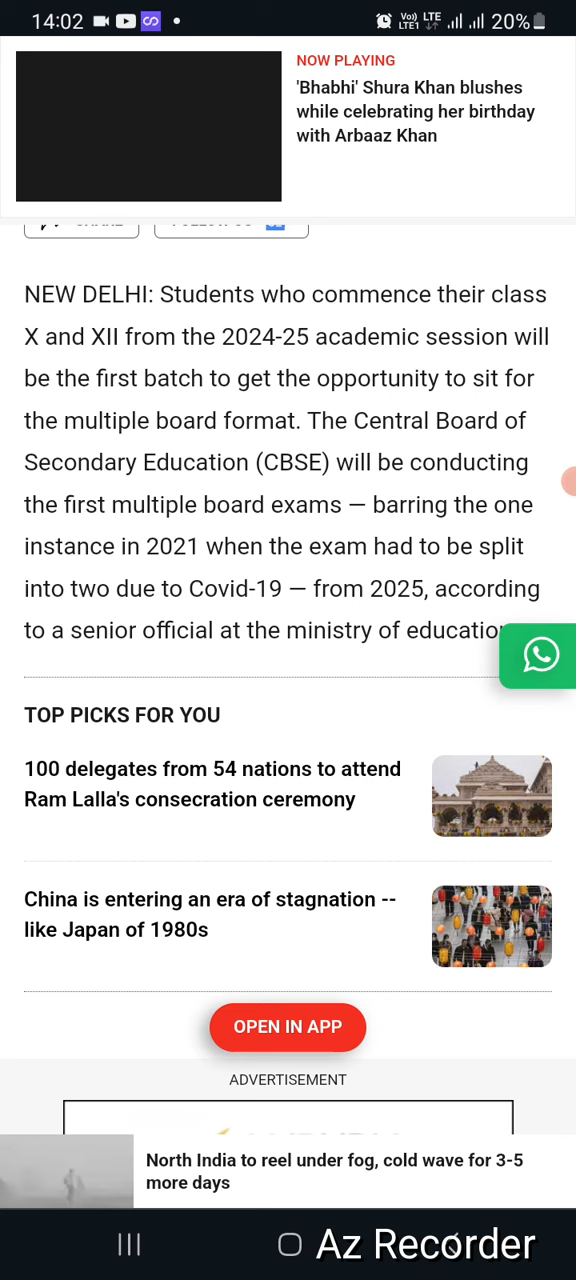 14:02
Vo)) LTE
LTE1
20%
NOW PLAYING
'Bhabhi' Shura Khan blushes
while celebrating her birthday
with Arbaaz Khan
NEW DELHI: Students who commence their class
X and XII from the 2024-25 academic session will
be the first batch to get the opportunity to sit for
the multiple board format. The Central Board of
Secondary Education (CBSE) will be conducting
the first multiple board exams — barring the one
instance in 2021 when the exam had to be split
into two due to Covid-19 — from 2025, according
to a senior official at the ministry of education
TOP PICKS FOR YOU
100 delegates from 54 nations to attend
Ram Lalla's consecration ceremony
China is entering an era of stagnation --
like Japan of 1980s
OPEN IN APP
ADVERTISEMENT
North India to reel under fog, cold wave for 3-5
more days
Az Recorder